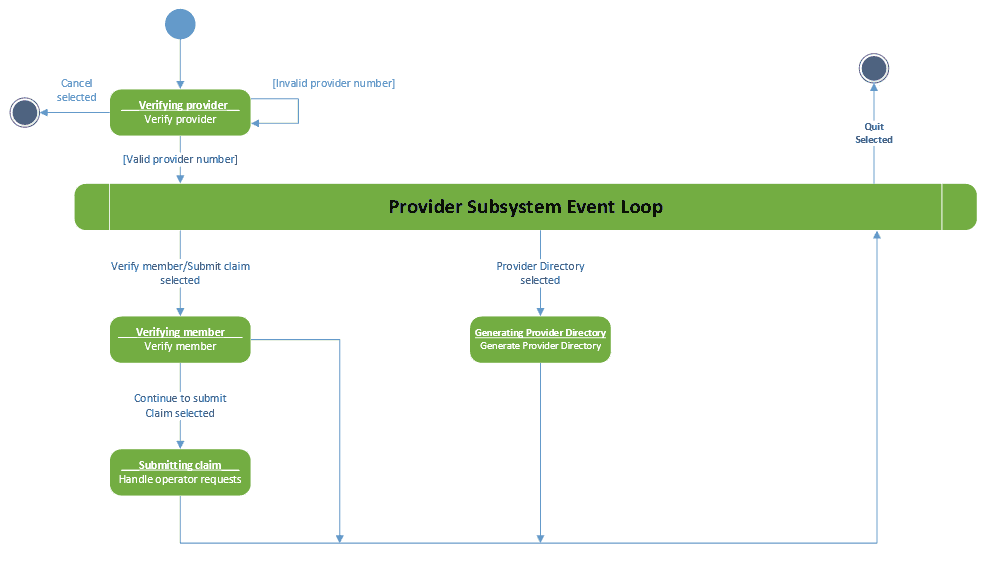 Cancel
selected
[Invalid provider number]
Verifying provider
Verify provider
[Valid provider number]
Quit
Selected
Provider Subsystem Event Loop
Verify member/Submit claim
selected
Provider Directory
selected
Verifying member
Verify member
Generating Provider Directory
Generate Provider Directory
Continue to submit
Claim selected
Submitting claim
Handle operator requests